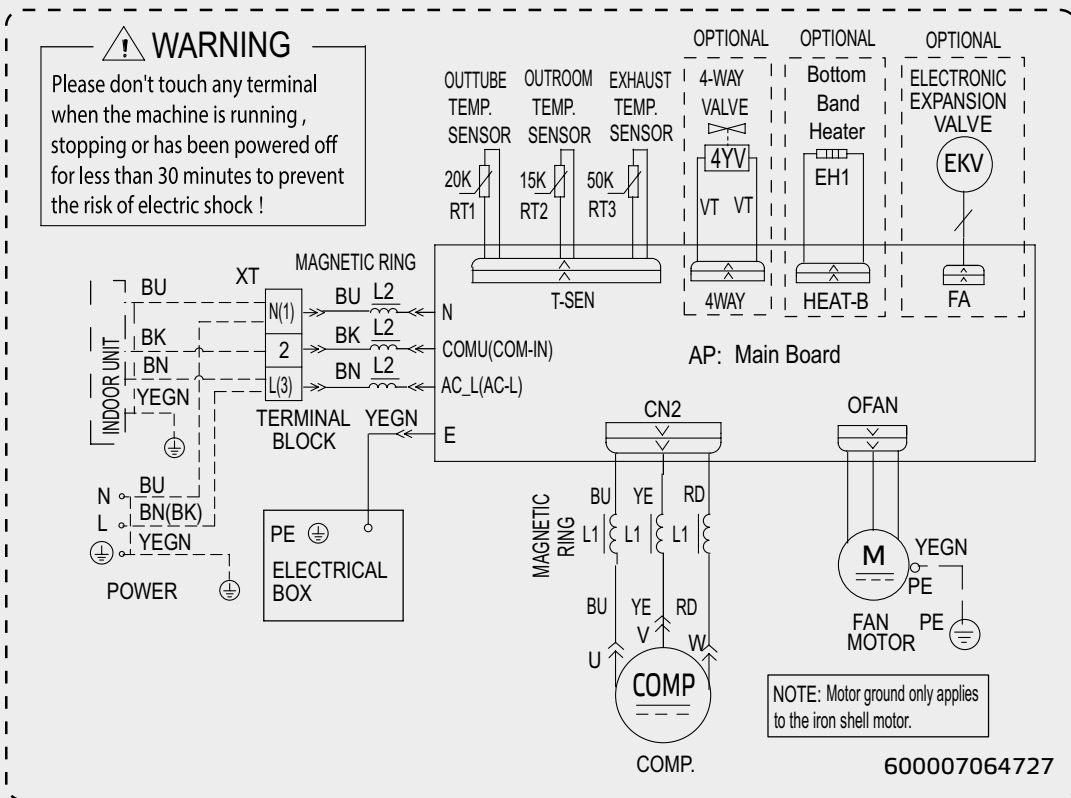 WARNING
Please don't touch any terminal
when the machine is running ,
stopping or has been powered off
for less than 30 minutes to prevent
the risk of electric shock !
OUTTUBE
TEMP.
SENSOR
OUTROOM
TEMP.
SENSOR
EXHAUST
TEMP.
SENSOR
20K
RT1
15K
RT2
50K
RT3
T-SEN
OPTIONAL
4-WAY
VALVE
4YV
VT VT
4WAY
OPTIONAL
Bottom
Band
Heater
EH1
HEAT-B
OPTIONAL
ELECTRONIC
EXPANSION
VALVE
EKV
FA
INDOOR UNIT
BU
BK
BN
YEGN
XT
N(1)
2
L(3)
TERMINAL
BLOCK
MAGNETIC RING
BU L2
BK L2
BN L2
YEGN
N
COMU(COM-IN)
AC_L(AC-L)
E
AP: Main Board
N
BU
L
BN(BK)
YEGN
POWER
PE
ELECTRICAL
BOX
CN2
MAGNETIC
RING
BU YE RD
L1 L1 L1
BU YE RD
U V W
COMP
COMP.
OFAN
M
YEGN
PE
FAN
MOTOR
PE
NOTE: Motor ground only applies
to the iron shell motor.
600007064727